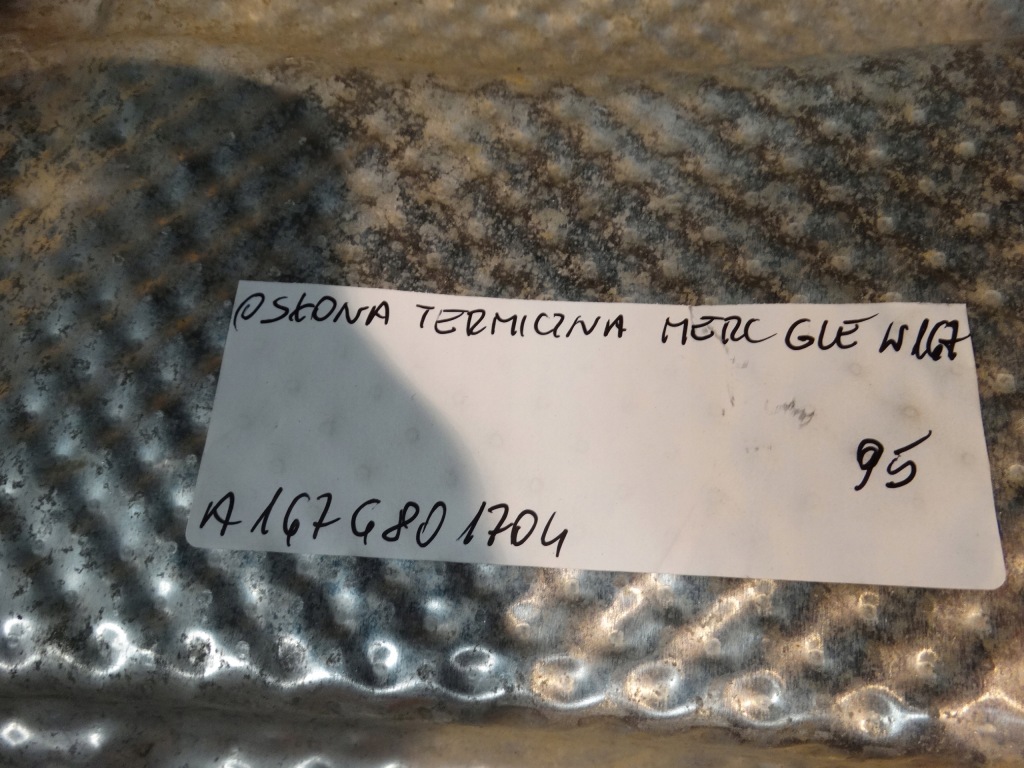 OSŁONA TERMICZNA MERC GLE W167
95
A 167 680 1704